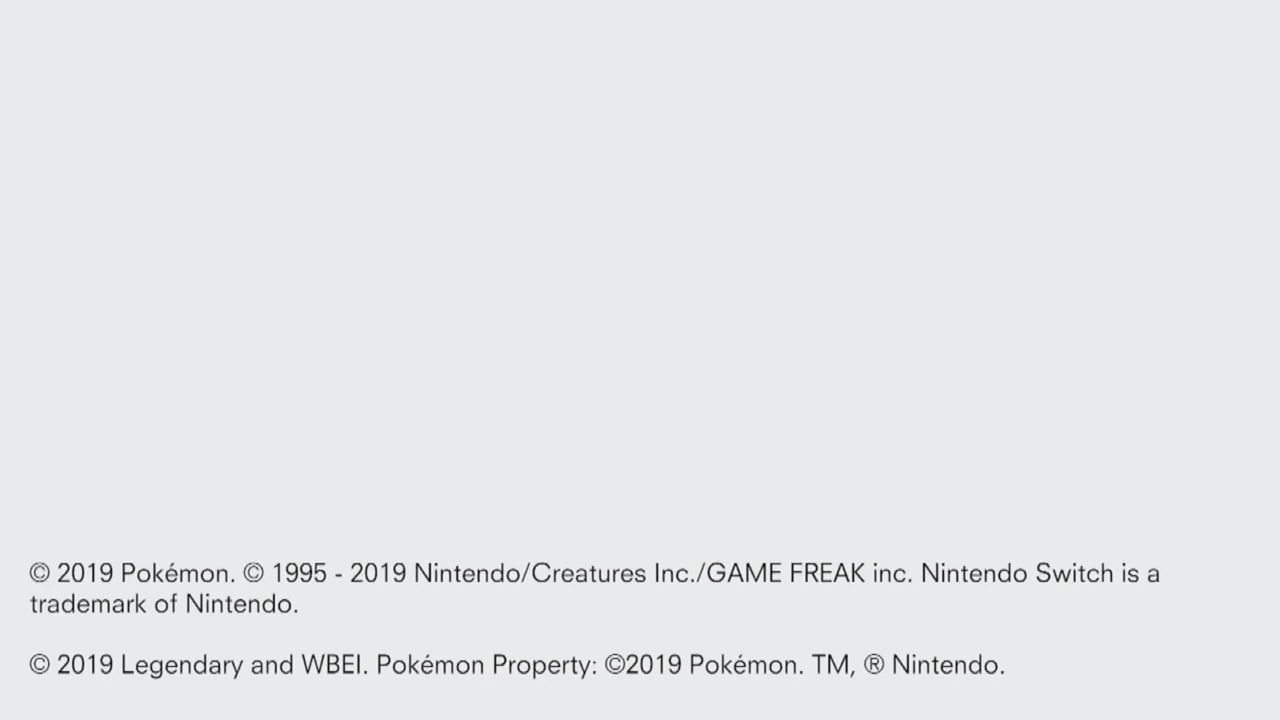 © 2019 Pokémon. © 1995 - 2019 Nintendo/Creatures Inc./GAME FREAK inc. Nintendo Switch is a
trademark of Nintendo.
© 2019 Legendary and WBEI. Pokémon Property: ©2019 Pokémon. TM, ® Nintendo.